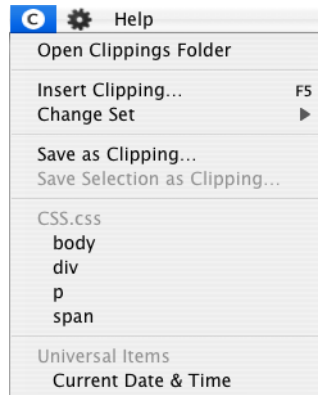 C Help
Open Clippings Folder
Insert Clipping... F5
Change Set
Save as Clipping...
Save Selection as Clipping...
CSS.css
body
div
p
span
Universal Items
Current Date & Time